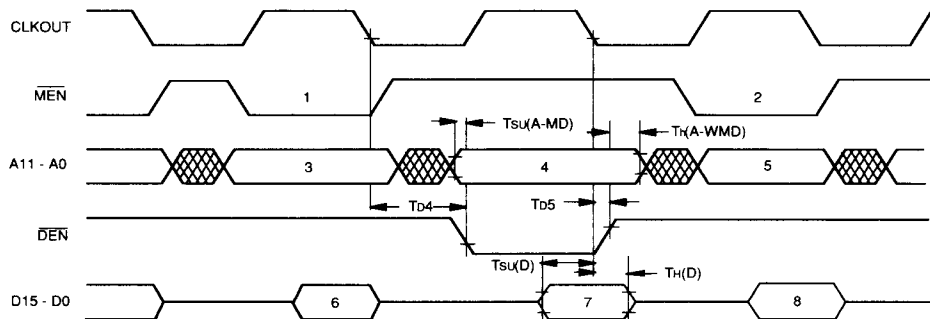 CLKOUT
MEN
1
2
TSU(A-MD)
Th(A-WMD)
A11 - A0
3
4
5
TD4
TD5
DEN
TSU(D)
TH(D)
D15 - D0
6
7
8